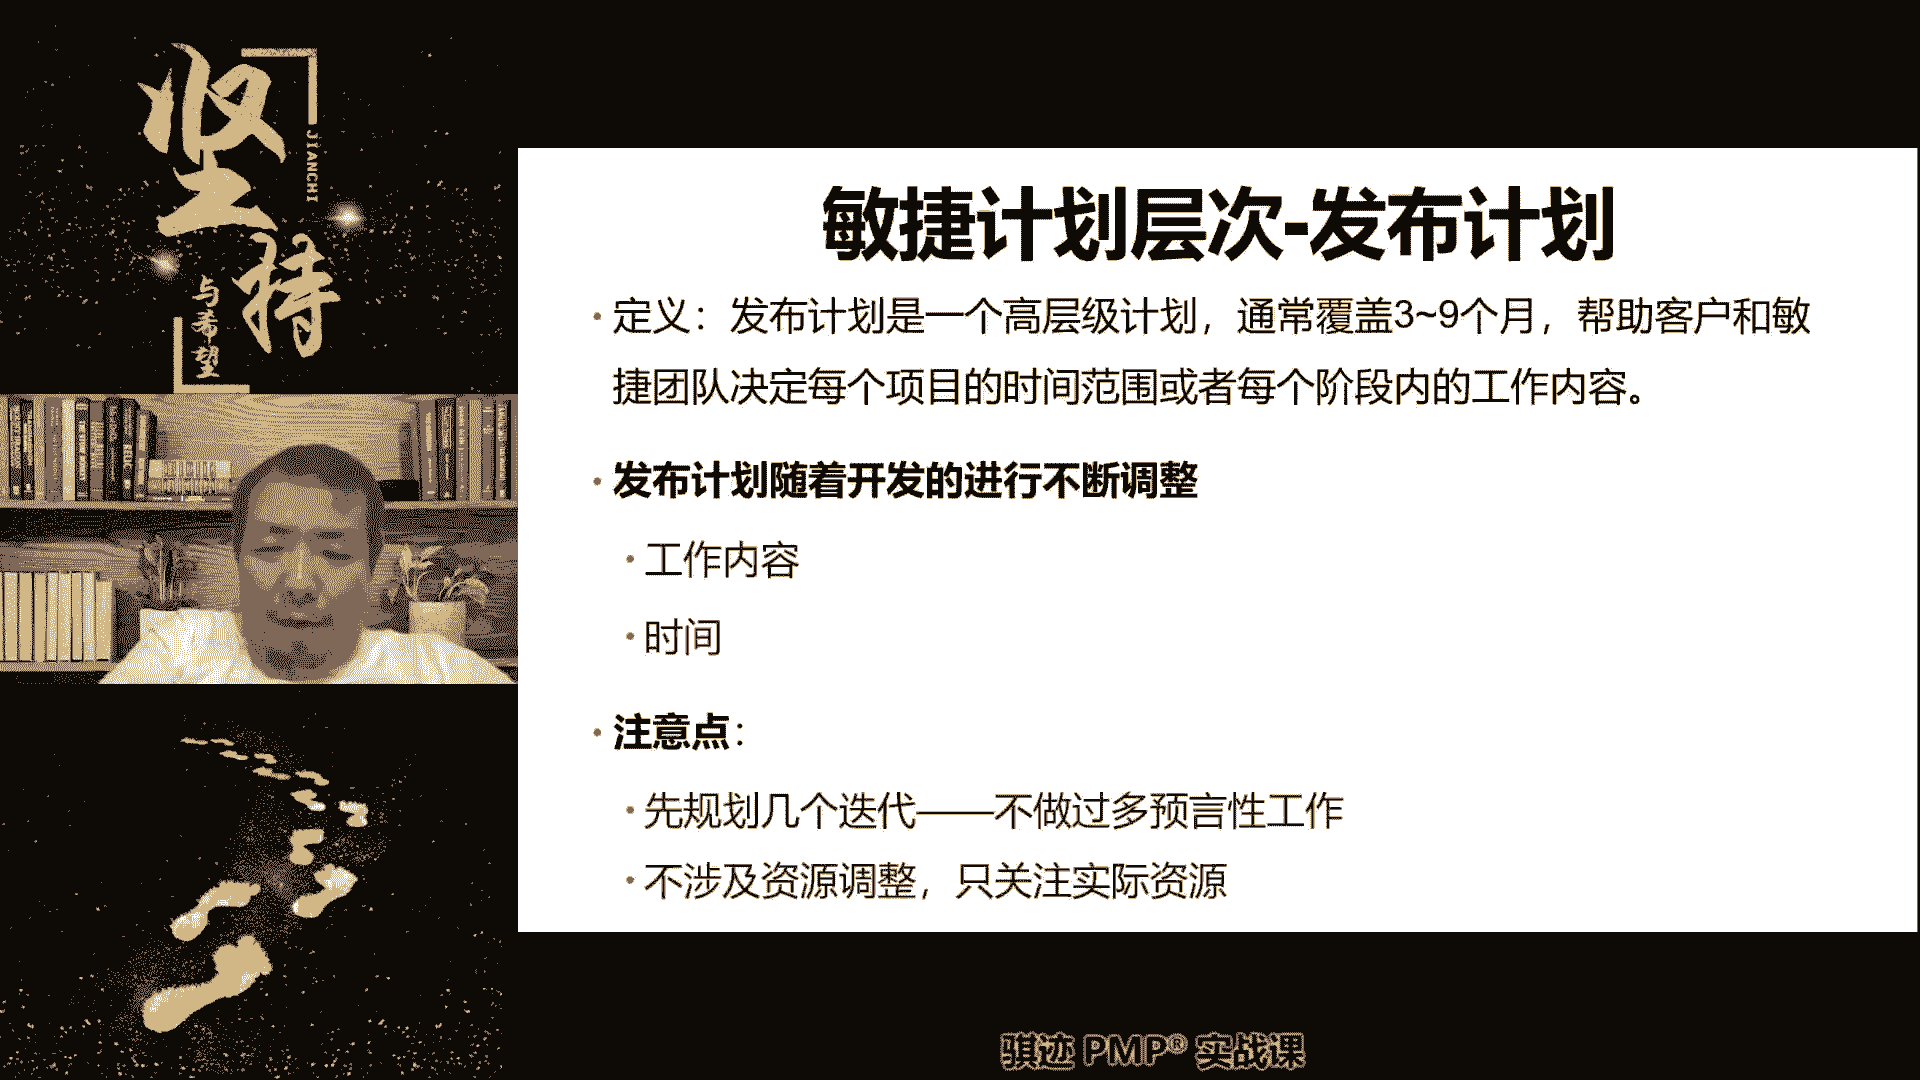 坚持
JIANCHI
与希望
敏捷计划层次-发布计划
• 定义：发布计划是一个高层级计划，通常覆盖3~9个月，帮助客户和敏
捷团队决定每个项目的时间范围或者每个阶段内的工作内容。
• 发布计划随着开发的进行不断调整
• 工作内容
• 时间
• 注意点：
• 先规划几个迭代——不做过多预言性工作
• 不涉及资源调整，只关注实际资源
骐迹 PMP® 实战课